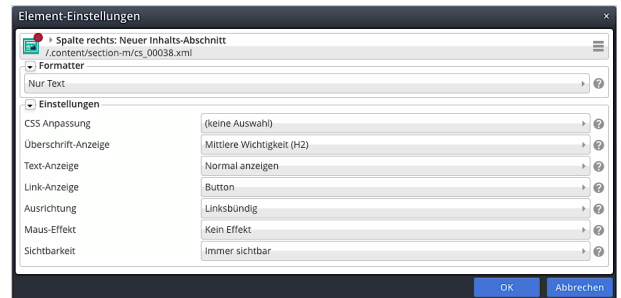 Element-Einstellungen
Spalte rechts: Neuer Inhalts-Abschnitt
/.content/section-m/cs_00038.xml
Formatter
Nur Text
Einstellungen
CSS Anpassung (keine Auswahl)
Überschrift-Anzeige Mittlere Wichtigkeit (H2)
Text-Anzeige Normal anzeigen
Link-Anzeige Button
Ausrichtung Linksbündig
Maus-Effekt Kein Effekt
Sichtbarkeit Immer sichtbar
OK Abbrechen